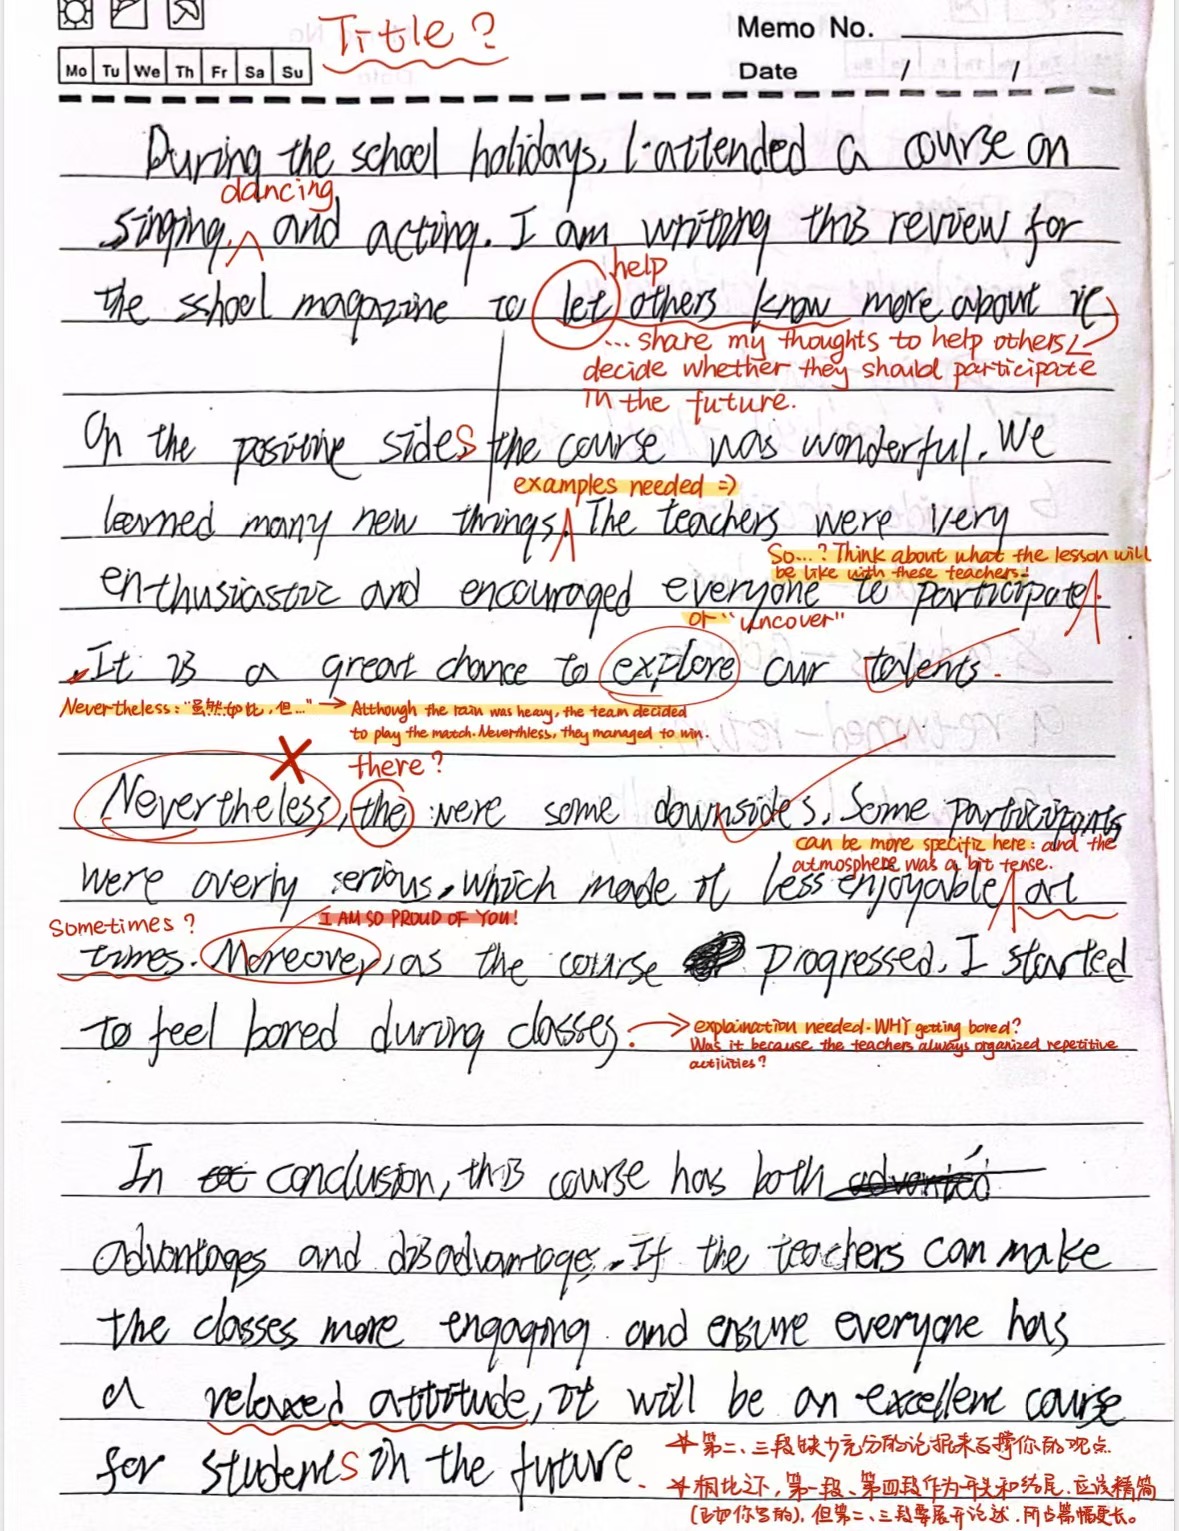 Title ?
Memo No.
Mo Tu We Th Fr Sa Su
Date / /
During the school holidays, I attended a course on
dancing
singing, and acting. I am writing this review for
help
the school magazine to let others know more about it
... share my thoughts to help others
decide whether they should participate
in the future.
On the positive sides the course was wonderful. We
examples needed =>
learned many new things. The teachers were very
So...? Think about what the lesson will
be like with these teachers!
enthusiastic and encouraged everyone to participate
or "uncover"
. It is a great chance to explore our talents.
Nevertheless: "虽然如此,但..." → Although the rain was heavy, the team decided
to play the match. Neverthless, they managed to win.
there?
Nevertheless, the were some downsides. Some participants
can be more specific here: and the
atmosphere was a bit tense.
were overly serious, which made it less enjoyable at
Sometimes?
I AM SO PROUD OF YOU!
times. Moreover, as the course progressed, I started
to feel bored during classes.
explaination needed. WHY getting bored?
Was it because the teachers always organized repetitive
activities?
In conclusion, this course has both
advantages and disadvantages. If the teachers can make
the classes more engaging and ensure everyone has
a relaxed attitude, it will be an excellent course
for students in the future.
第二、三段缺少充分的论据来支撑你的观点.
相比之下,第一段、第四段作为开头和结尾,应该精简
(正如你写的),但第二、三段要展开论述,所占篇幅更长。